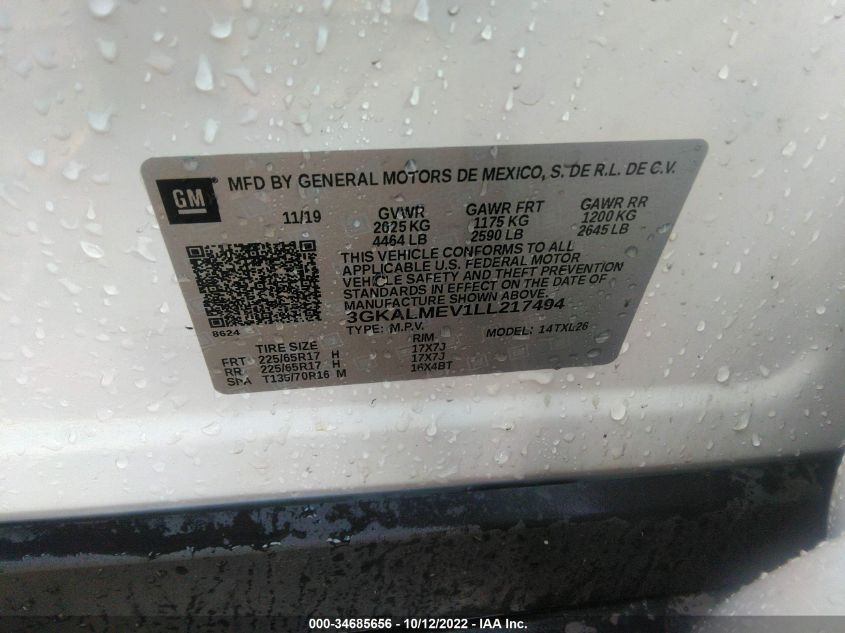 GM
MFD BY GENERAL MOTORS DE MEXICO, S. DE R.L. DE C.V.
11/19 GVWR GAWR FRT GAWR RR
2025 KG 1175 KG 1200 KG
4464 LB 2590 LB 2645 LB
THIS VEHICLE CONFORMS TO ALL
APPLICABLE U.S. FEDERAL MOTOR
VEHICLE SAFETY AND THEFT PREVENTION
STANDARDS IN EFFECT ON THE DATE OF
MANUFACTURE SHOWN ABOVE.
3GKALMEV1LL217494
8624
TYPE: M.P.V. MODEL: 14TXL26
TIRE SIZE RIM
FRT 225/65R17 H 17X7J
RR 225/65R17 H 17X7J
SPA T135/70R16 M 16X4BT
000-34685656 - 10/12/2022 - IAA Inc.